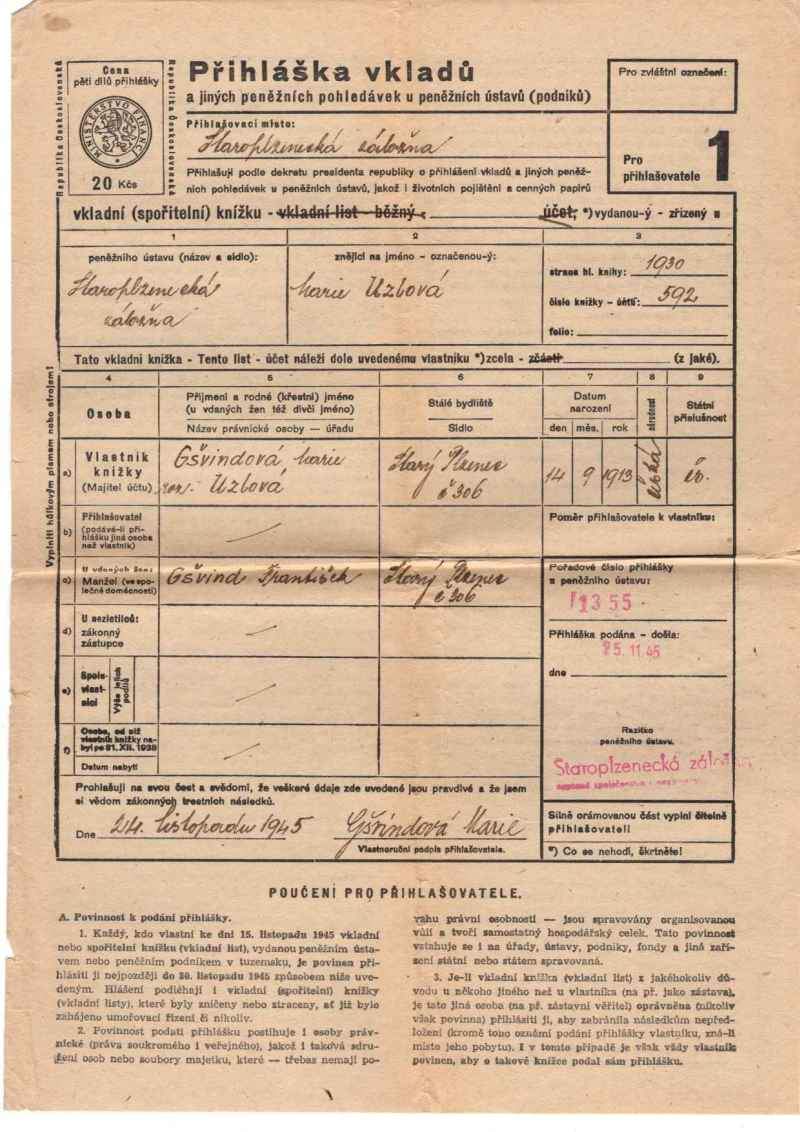 Republika Československá
Cena
pěti dílů přihlášky
MINISTERSTVO FINANCÍ
20 Kčs
Republika Československá
Přihláška vkladů
a jiných peněžních pohledávek u peněžních ústavů (podniků)
Přihlašovací místo:
Staroplzenecká záložna
Přihlašuji podle dekretu presidenta republiky o přihlášení vkladů a jiných peněž-
ních pohledávek u peněžních ústavů, jakož i životních pojištění a cenných papírů
Pro zvláštní označení:
Pro
přihlašovatele
1
vkladní (spořitelní) knížku - vkladní list - běžný účet, *) vydanou-ý - zřízený u
1
peněžního ústavu (název a sídlo):
Staroplzenecká
záložna
2
znějící na jméno - označenou-ý:
Marie Uzlová
3
strana hl. knihy: 1930
číslo knížky - účtů: 592
folio:
Tato vkladní knížka - Tento list - účet náleží dole uvedenému vlastníku *) zcela - zčásti (z jaké).
Vyplniti hůlkovým písmem nebo strojem!
4
Osoba
5
Příjmení a rodné (křestní) jméno
(u vdaných žen též dívčí jméno)
Název právnické osoby — úřadu
6
Stálé bydliště
Sídlo
7
Datum
narození
den měs. rok
8
národnost
9
Státní
příslušnost
a)
Vlastník
knížky
(Majitel účtu)
Gšvindová Marie
roz. Uzlová
Starý Plzenec
č 306
14 9 1913
česká
čs.
b)
Přihlašovatel
(podává-li při-
hlášku jiná osoba
než vlastník)
Poměr přihlašovatele k vlastníku:
c)
U vdaných žen:
Manžel (ve spo-
lečné domácnosti)
Gšvind František
Starý Plzenec
č 306
Pořadové číslo přihlášky
u peněžního ústavu:
1355
d)
U nezletilců:
zákonný
zástupce
Přihláška podána - došla:
25.11.45
dne
e)
Spolu-
vlast-
níci
Výše jejich
podílů
f)
Osoba, od níž
vlastník knížky na-
byl po 31. XII. 1938
Datum nabytí
Razítko
peněžního ústavu.
Staroplzenecká záložna
Prohlašuji na svou čest a svědomí, že veškeré údaje zde uvedené jsou pravdivé a že jsem
si vědom zákonných trestních následků.
Dne 24. listopadu 1945 Gšvindová Marie
Vlastnoruční podpis přihlašovatele.
Silně orámovanou část vyplní čitelně
přihlašovatel!
*) Co se nehodí, škrtněte!
POUČENÍ PRO PŘIHLAŠOVATELE.
A. Povinnost k podání přihlášky.
1. Každý, kdo vlastní ke dni 15. listopadu 1945 vkladní
nebo spořitelní knížku (vkladní list), vydanou peněžním ústa-
vem nebo peněžním podnikem v tuzemsku, je povinen při-
hlásiti ji nejpozději do 30. listopadu 1945 způsobem níže uve-
deným. Hlášení podléhají i vkladní (spořitelní) knížky
(vkladní listy), které byly zničeny nebo ztraceny, ať již bylo
zahájeno umořovací řízení či nikoliv.
2. Povinnost podati přihlášku postihuje i osoby práv-
nické (práva soukromého i veřejného), jakož i taková sdru-
žení osob nebo soubory majetku, které — třebas nemají po-
vahu právní osobnosti — jsou spravovány organisovanou
vůlí a tvoří samostatný hospodářský celek. Tato povinnost
vztahuje se i na úřady, ústavy, podniky, fondy a jiná zaří-
zení státní nebo státem spravovaná.
3. Je-li vkladní knížka (vkladní list) z jakéhokoliv dů-
vodu u někoho jiného než u vlastníka (na př. jako zástava),
je tato jiná osoba (na př. zástavní věřitel) oprávněna (nikoliv
však povinna) přihlásiti ji, aby zabránila následkům nepřed-
ložení (kromě toho oznámí podání přihlášky vlastníku, zná-li
místo jeho pobytu). I v tomto případě je však vždy vlastník
povinen, aby o takové knížce podal sám přihlášku.